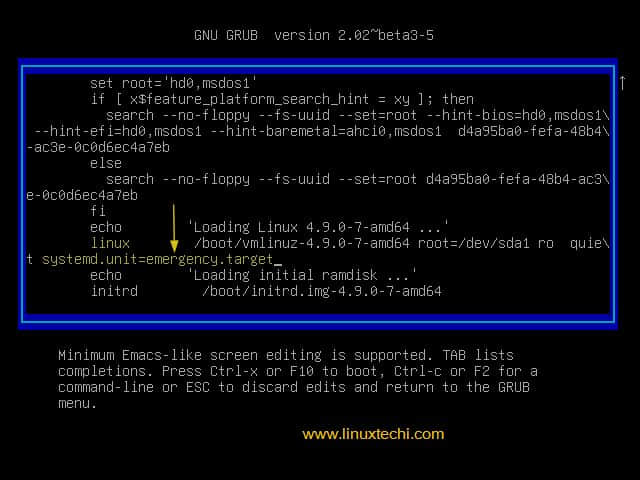 GNU GRUB  version 2.02~beta3-5
set root='hd0,msdos1'
if [ x$feature_platform_search_hint = xy ]; then
search --no-floppy --fs-uuid --set=root --hint-bios=hd0,msdos1\
--hint-efi=hd0,msdos1 --hint-baremetal=ahci0,msdos1  d4a95ba0-fefa-48b4\
-ac3e-0c0d6ec4a7eb
else
search --no-floppy --fs-uuid --set=root d4a95ba0-fefa-48b4-ac3\
e-0c0d6ec4a7eb
fi
echo        'Loading Linux 4.9.0-7-amd64 ...'
linux        /boot/vmlinuz-4.9.0-7-amd64 root=/dev/sda1 ro  quie\
t systemd.unit=emergency.target_
echo        'Loading initial ramdisk ...'
initrd        /boot/initrd.img-4.9.0-7-amd64
Minimum Emacs-like screen editing is supported. TAB lists
completions. Press Ctrl-x or F10 to boot, Ctrl-c or F2 for a
command-line or ESC to discard edits and return to the GRUB
menu.
www.linuxtechi.com